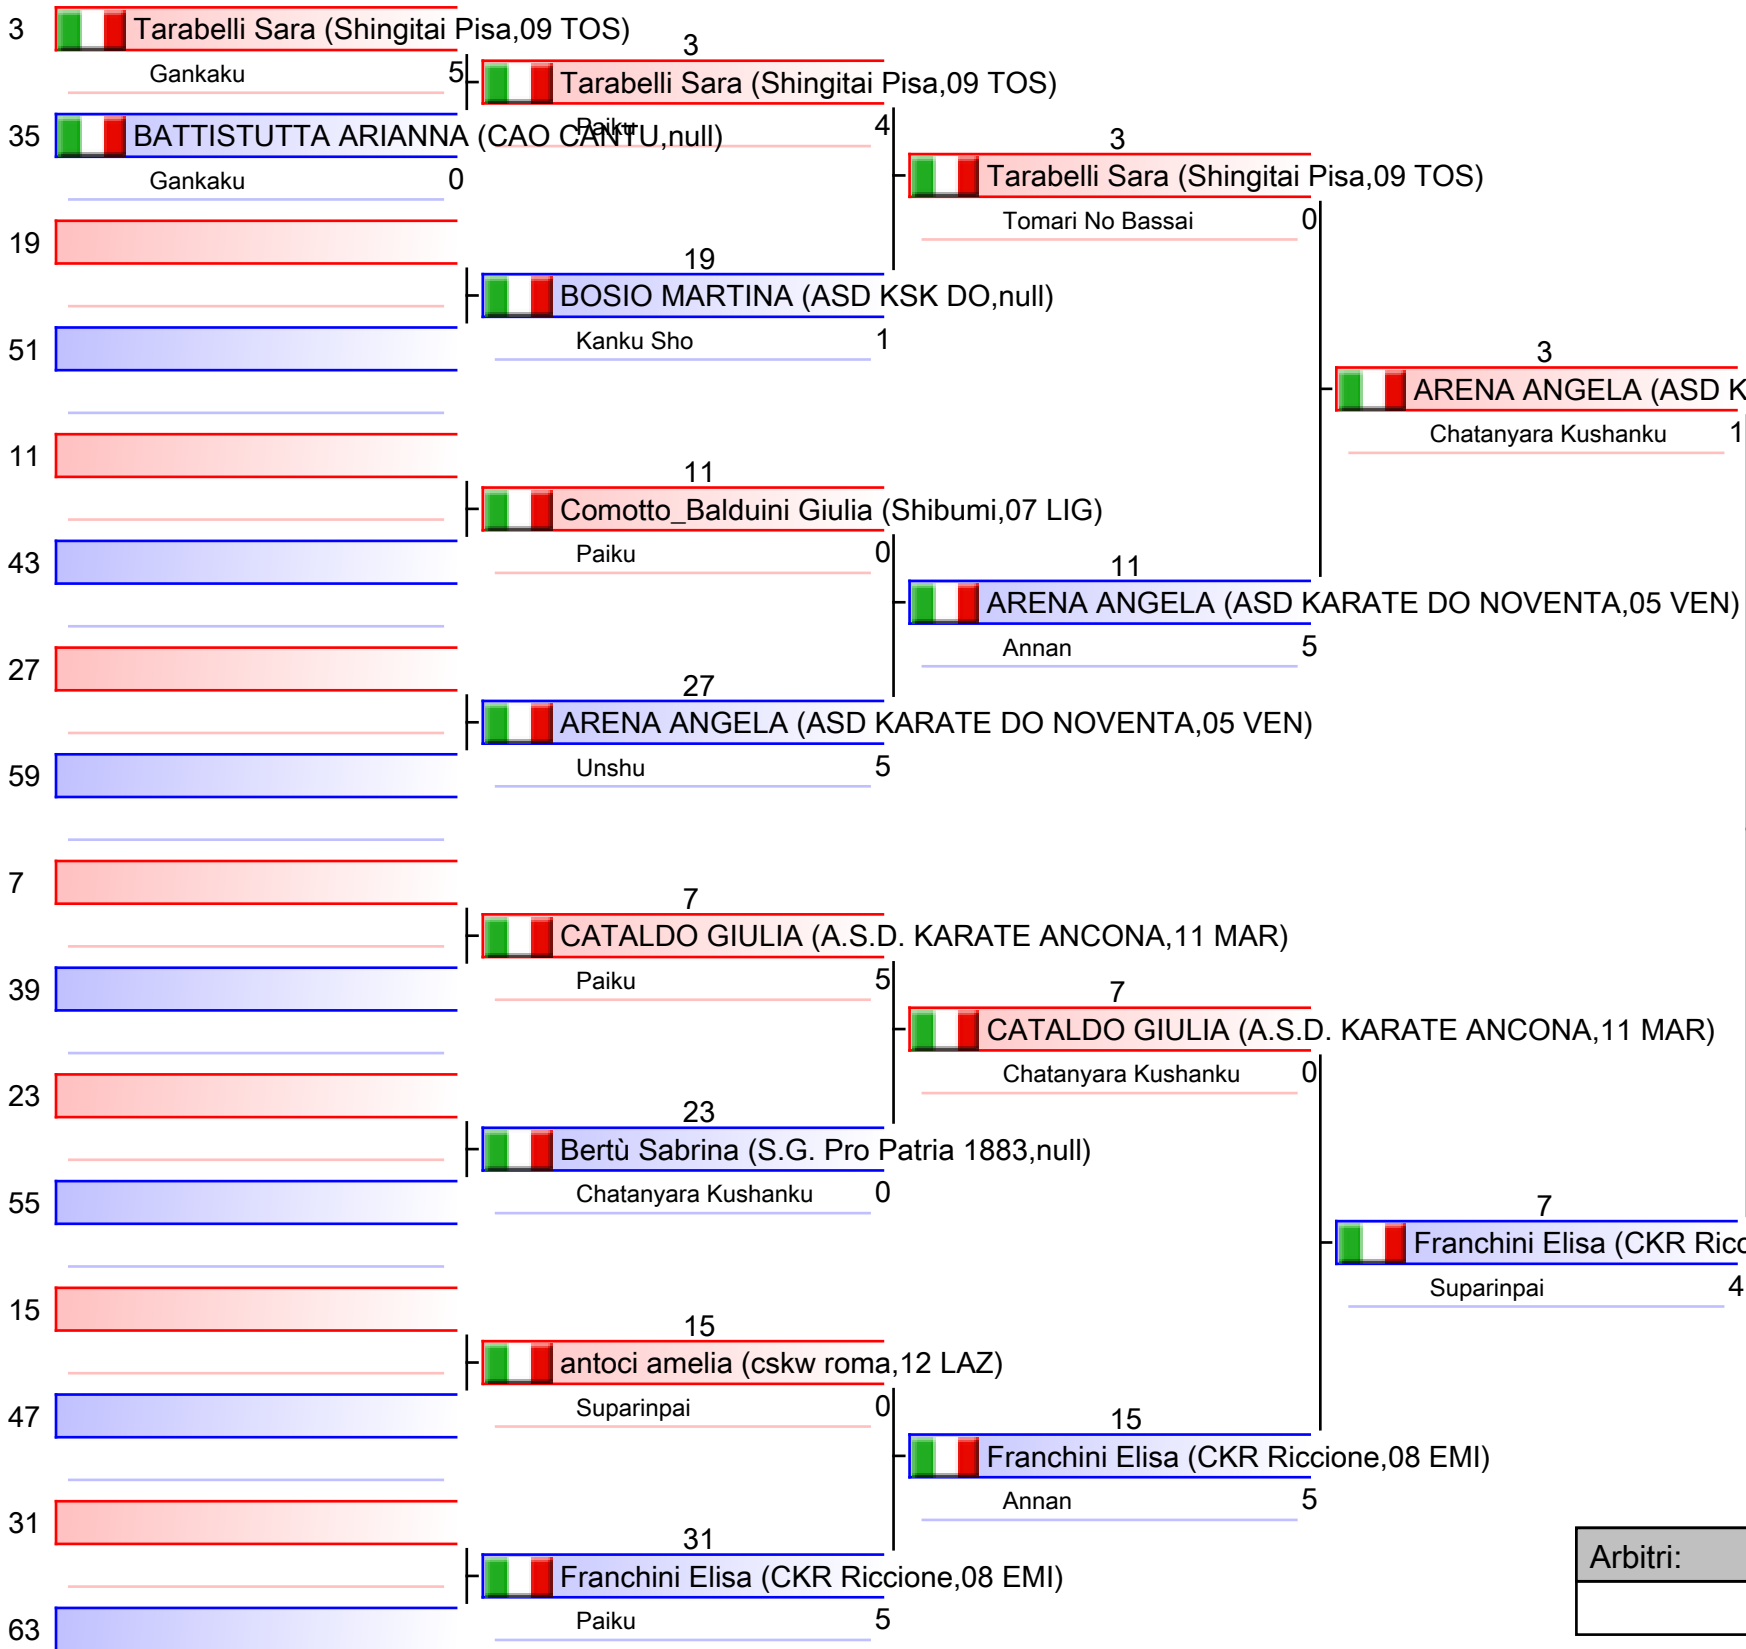 3 Tarabelli Sara (Shingitai Pisa,09 TOS)
Gankaku 5
35 BATTISTUTTA ARIANNA (CAO CANTU,null)
Gankaku 0
19
51
11
43
27
59
7
39
23
55
15
47
31
63
3
Tarabelli Sara (Shingitai Pisa,09 TOS)
Paiku 4
19
BOSIO MARTINA (ASD KSK DO,null)
Kanku Sho 1
11
Comotto_Balduini Giulia (Shibumi,07 LIG)
Paiku 0
27
ARENA ANGELA (ASD KARATE DO NOVENTA,05 VEN)
Unshu 5
7
CATALDO GIULIA (A.S.D. KARATE ANCONA,11 MAR)
Paiku 5
23
Bertù Sabrina (S.G. Pro Patria 1883,null)
Chatanyara Kushanku 0
15
antoci amelia (cskw roma,12 LAZ)
Suparinpai 0
31
Franchini Elisa (CKR Riccione,08 EMI)
Paiku 5
3
Tarabelli Sara (Shingitai Pisa,09 TOS)
Tomari No Bassai 0
11
ARENA ANGELA (ASD KARATE DO NOVENTA,05 VEN)
Annan 5
7
CATALDO GIULIA (A.S.D. KARATE ANCONA,11 MAR)
Chatanyara Kushanku 0
15
Franchini Elisa (CKR Riccione,08 EMI)
Annan 5
3
ARENA ANGELA (ASD K
Chatanyara Kushanku 1
7
Franchini Elisa (CKR Ricc
Suparinpai 4
Arbitri: